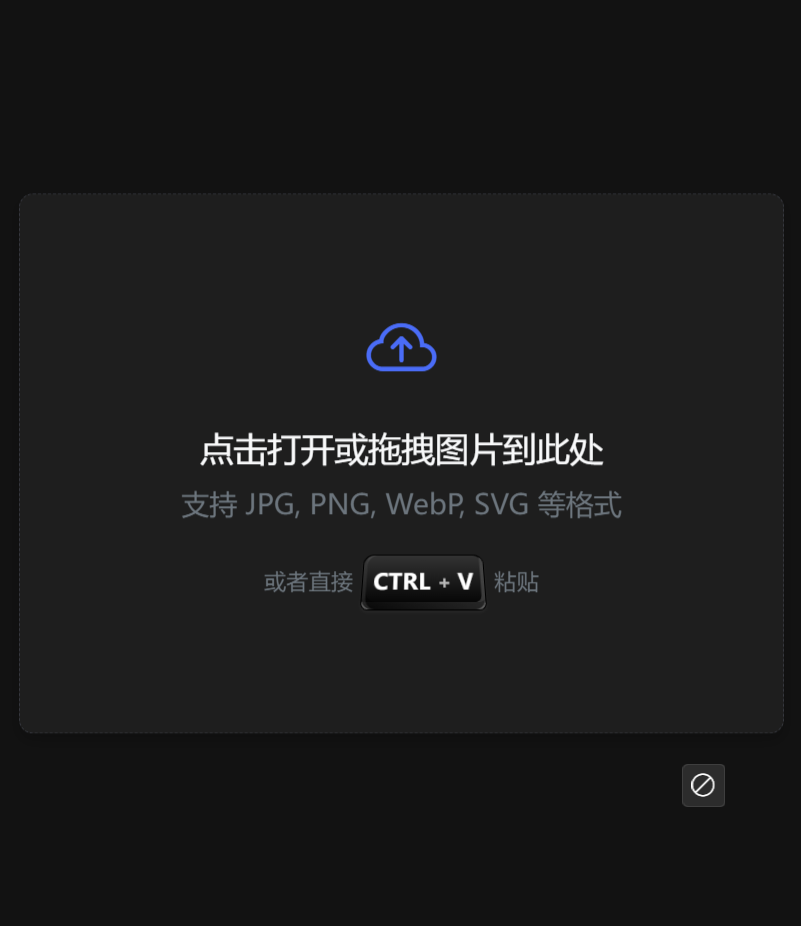 点击打开或拖拽图片到此处
支持 JPG, PNG, WebP, SVG 等格式
或者直接 CTRL + V 粘贴